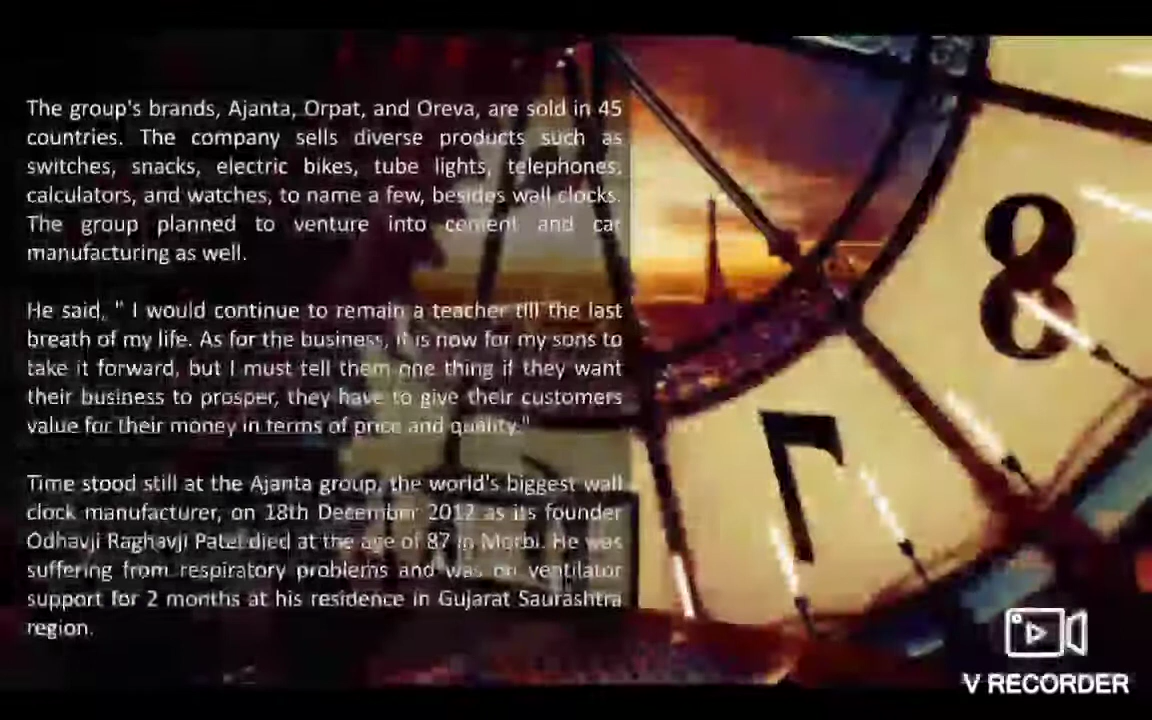 The group's brands, Ajanta, Orpat, and Oreva, are sold in 45
countries. The company sells diverse products such as
switches, snacks, electric bikes, tube lights, telephones,
calculators, and watches, to name a few, besides wall clocks.
The group planned to venture into cement and car
manufacturing as well.
He said, " I would continue to remain a teacher till the last
breath of my life. As for the business, it is now for my sons to
take it forward, but I must tell them one thing if they want
their business to prosper, they have to give their customers
value for their money in terms of price and quality."
Time stood still at the Ajanta group, the world's biggest wall
clock manufacturer, on 18th December 2012 as its founder
Odhavji Raghavji Patel died at the age of 87 in Morbi. He was
suffering from respiratory problems and was on ventilator
support for 2 months at his residence in Gujarat Saurashtra
region.
8
7
V RECORDER